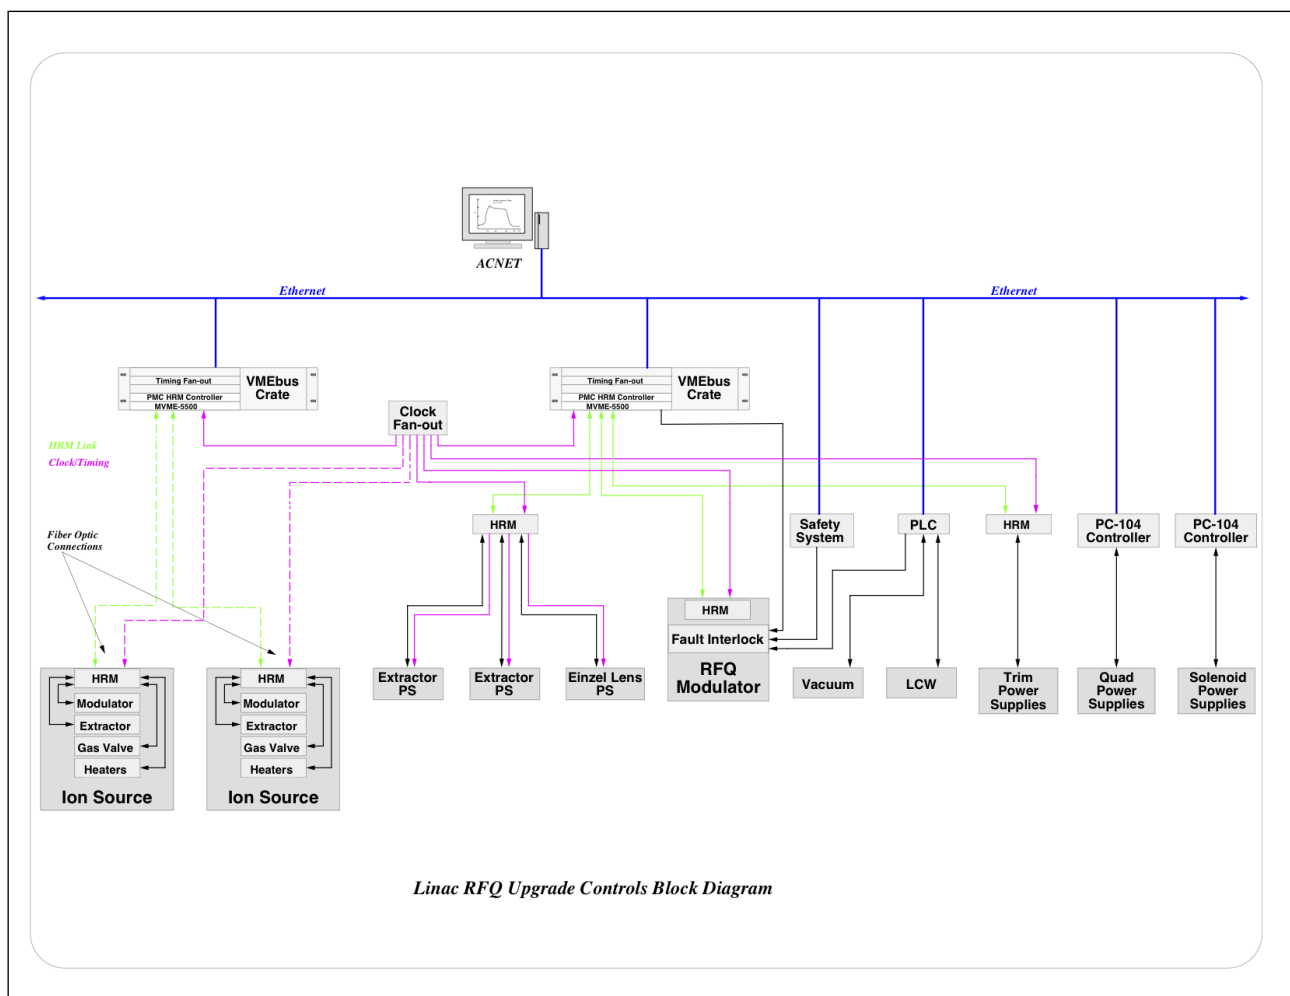 ACNET
Ethernet
Ethernet
Timing Fan-out
PMC HRM Controller
MVME-5500
VMEbus
Crate
Timing Fan-out
PMC HRM Controller
MVME-5500
VMEbus
Crate
Clock
Fan-out
HRM Link
Clock/Timing
Fiber Optic
Connections
HRM
Safety
System
PLC
HRM
PC-104
Controller
PC-104
Controller
HRM
Fault Interlock
RFQ
Modulator
HRM
Modulator
Extractor
Gas Valve
Heaters
Ion Source
HRM
Modulator
Extractor
Gas Valve
Heaters
Ion Source
Extractor
PS
Extractor
PS
Einzel Lens
PS
Vacuum
LCW
Trim
Power
Supplies
Quad
Power
Supplies
Solenoid
Power
Supplies
Linac RFQ Upgrade Controls Block Diagram